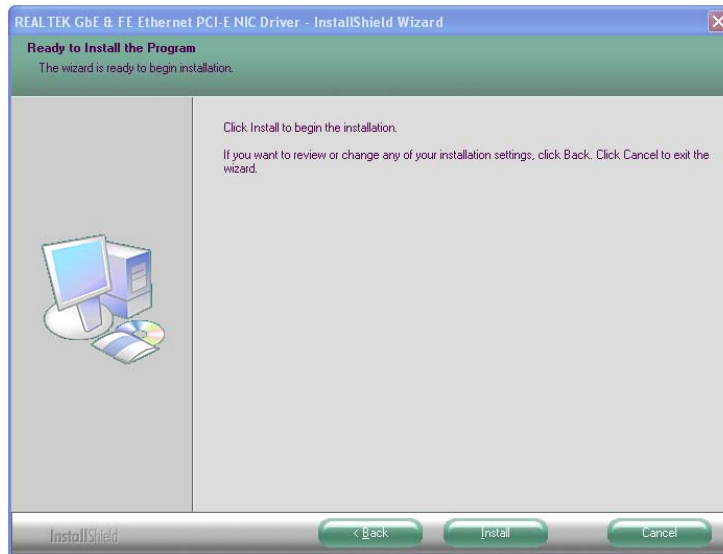 REALTEK GbE & FE Ethernet PCI-E NIC Driver - InstallShield Wizard
Ready to Install the Program
The wizard is ready to begin installation.
Click Install to begin the installation.
If you want to review or change any of your installation settings, click Back. Click Cancel to exit the
wizard.
InstallShield
< Back
Install
Cancel